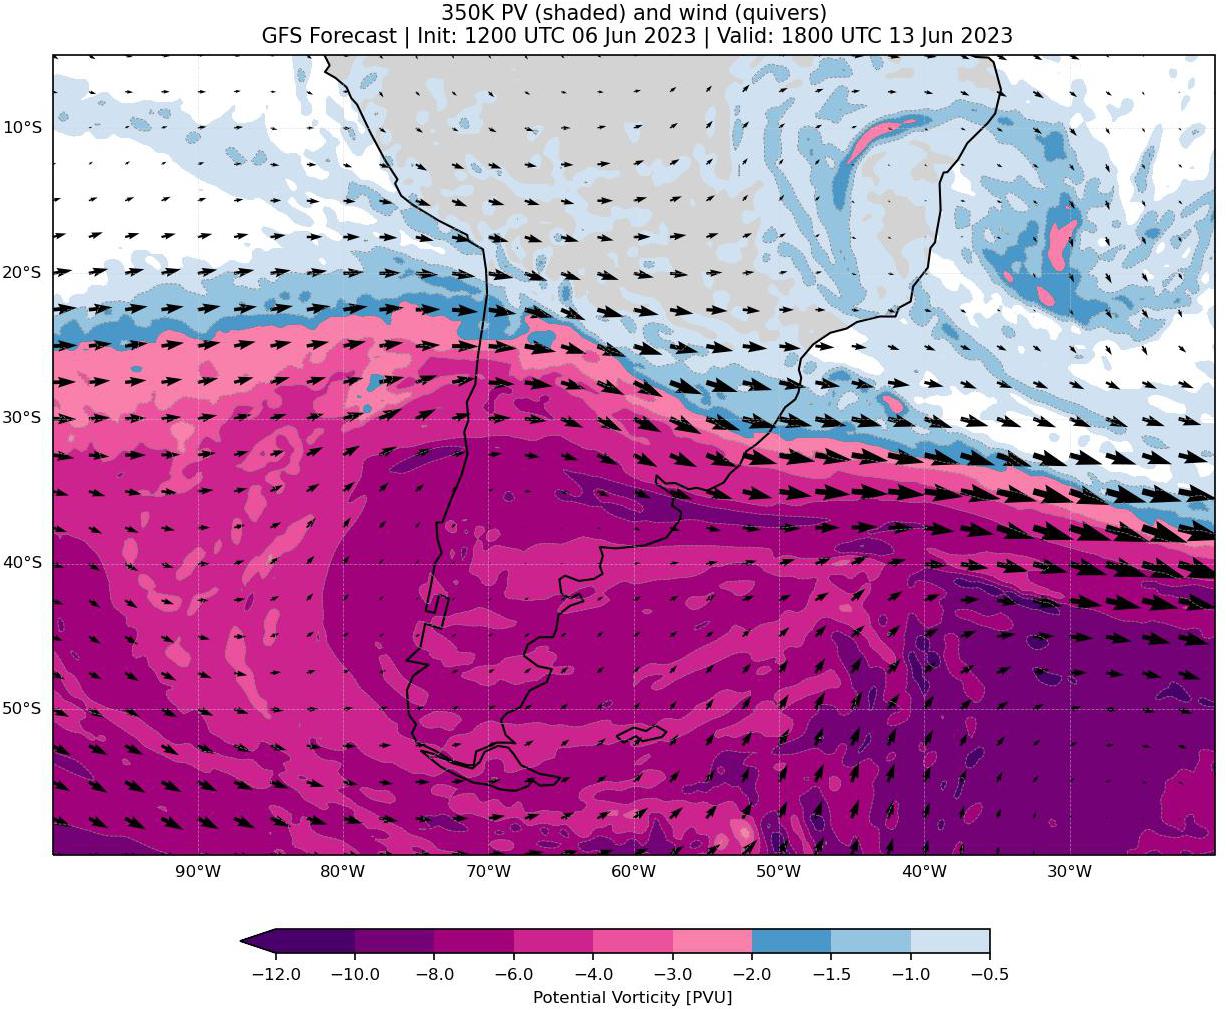 350K PV (shaded) and wind (quivers)
GFS Forecast | Init: 1200 UTC 06 Jun 2023 | Valid: 1800 UTC 13 Jun 2023
10°S
20°S
30°S
40°S
50°S
90°W 80°W 70°W 60°W 50°W 40°W 30°W
−12.0 −10.0 −8.0 −6.0 −4.0 −3.0 −2.0 −1.5 −1.0 −0.5
Potential Vorticity [PVU]